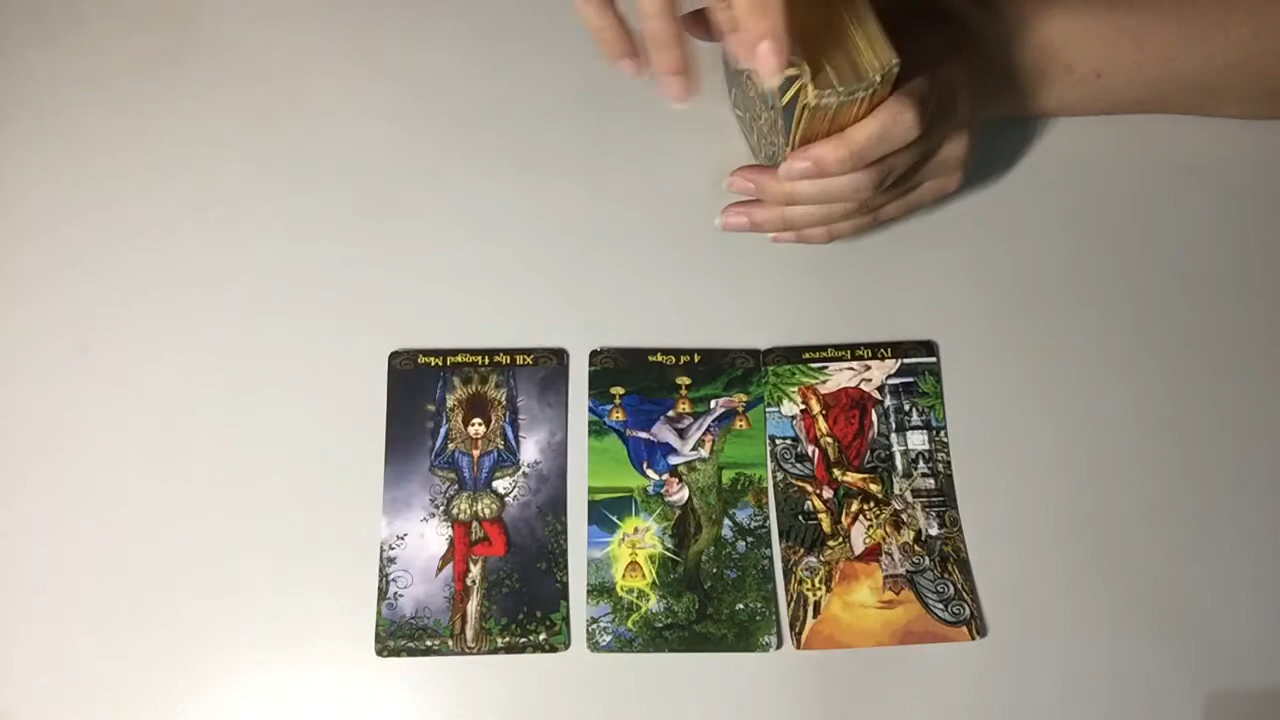 XII. The Hanged Man
4 of Cups
IV. The Emperor